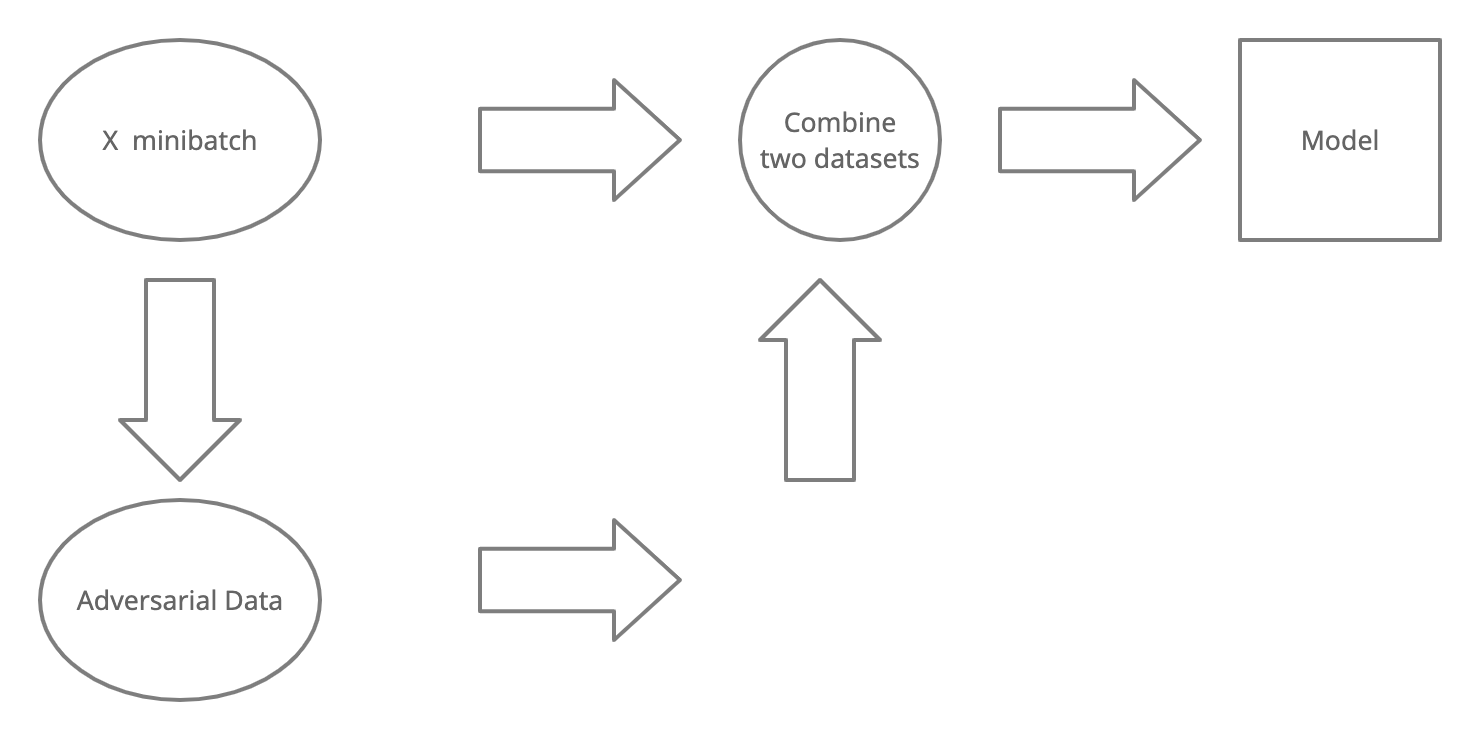 X  minibatch
Combine
two datasets
Model
Adversarial Data